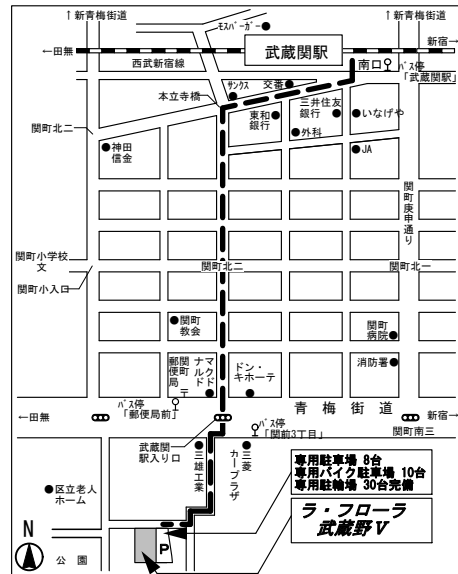 ↑新青梅街道
↑新青梅街道
モスバーガー
←田無
武蔵関駅
新宿→
西武新宿線
南口
バス停
「武蔵関駅」
サンクス
交番
本立寺橋
東和
銀行
三井住友
銀行
いなげや
外科
関町北二
神田
信金
JA
関町庚申通り
関町小学校
文
関町北二
関町北一
関町小入口
関町
教会
関町
病院
関町
郵便局
〒
マクドナルド
ドン・
キホーテ
消防署
バス停
「郵便局前」
青梅街道
←田無
新宿→
バス停
「関前3丁目」
関町南三
武蔵関
駅入り口
三雄工業
三菱
カープラザ
専用駐車場 8台
専用バイク駐車場 10台
専用駐輪場 30台完備
区立老人
ホーム
ラ・フローラ
武蔵野Ⅴ
N
P
公園